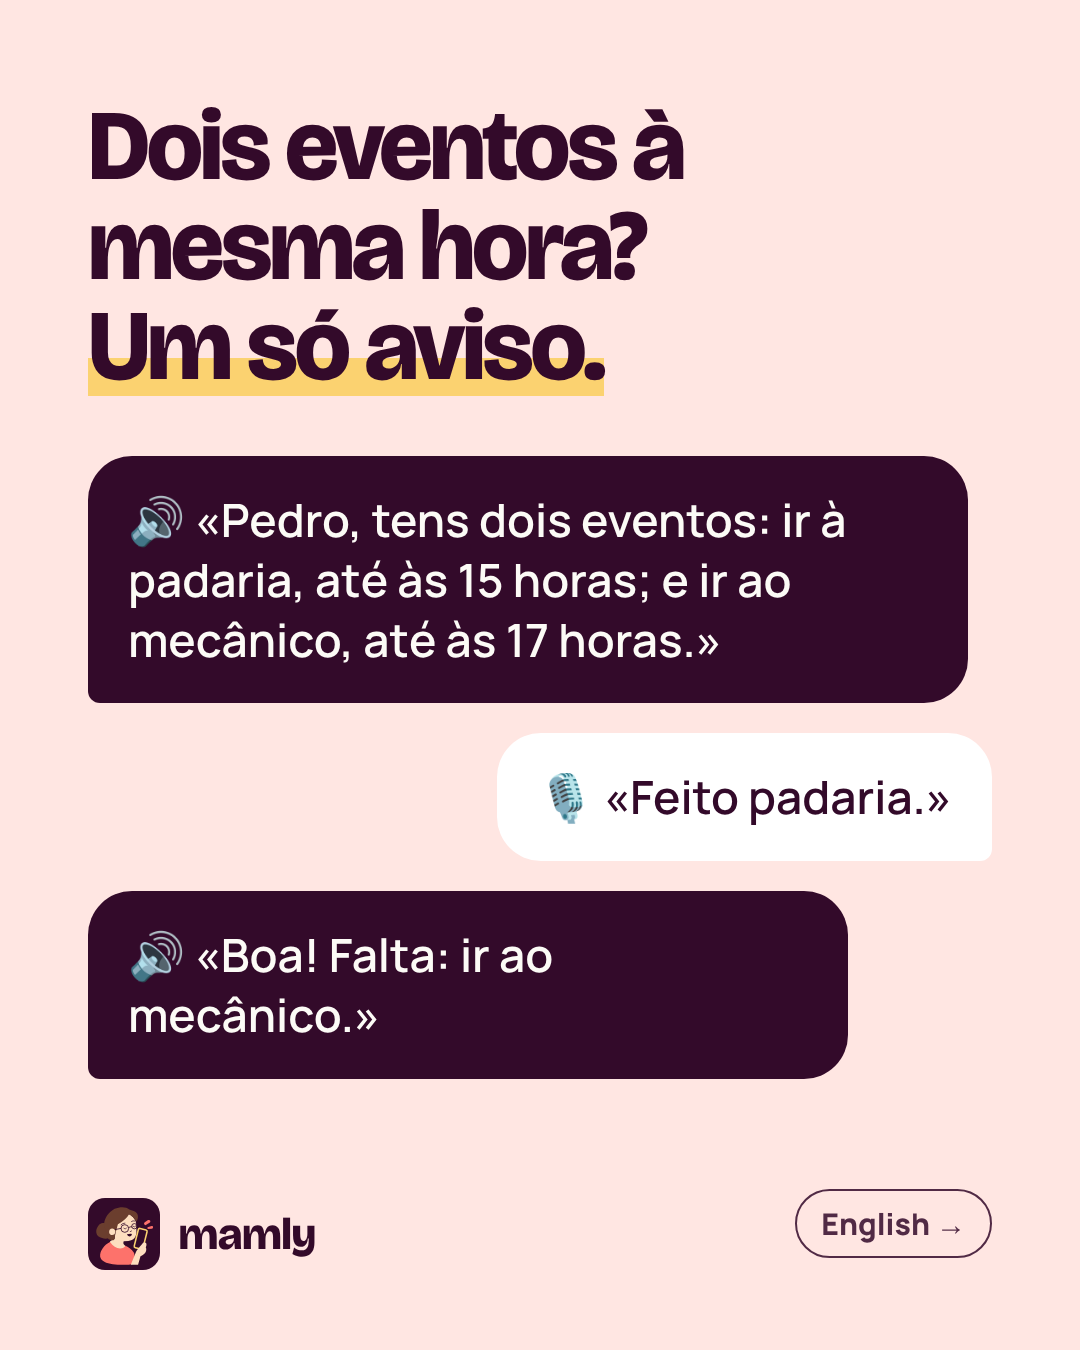 Dois eventos à
mesma hora?
Um só aviso.
🔊 «Pedro, tens dois eventos: ir à
padaria, até às 15 horas; e ir ao
mecânico, até às 17 horas.»
🎙️ «Feito padaria.»
🔊 «Boa! Falta: ir ao
mecânico.»
mamly
English →